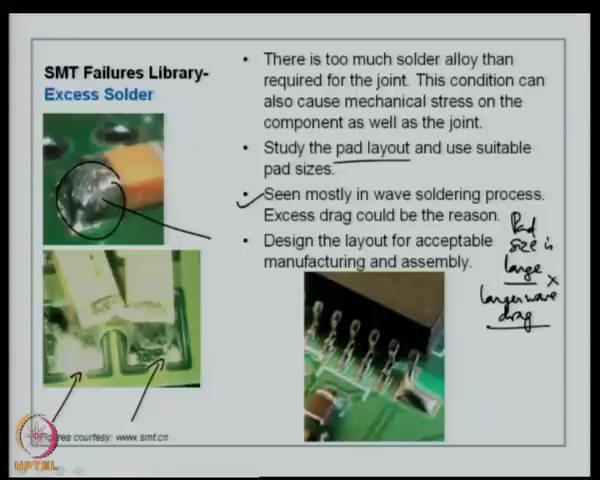 SMT Failures Library-
Excess Solder
• There is too much solder alloy than
required for the joint. This condition can
also cause mechanical stress on the
component as well as the joint.
• Study the pad layout and use suitable
pad sizes.
• Seen mostly in wave soldering process.
Excess drag could be the reason.
• Design the layout for acceptable
manufacturing and assembly.
Pad
size is
large
x
larger wave
drag
Figures courtesy: www.smt.cn
NPTEL